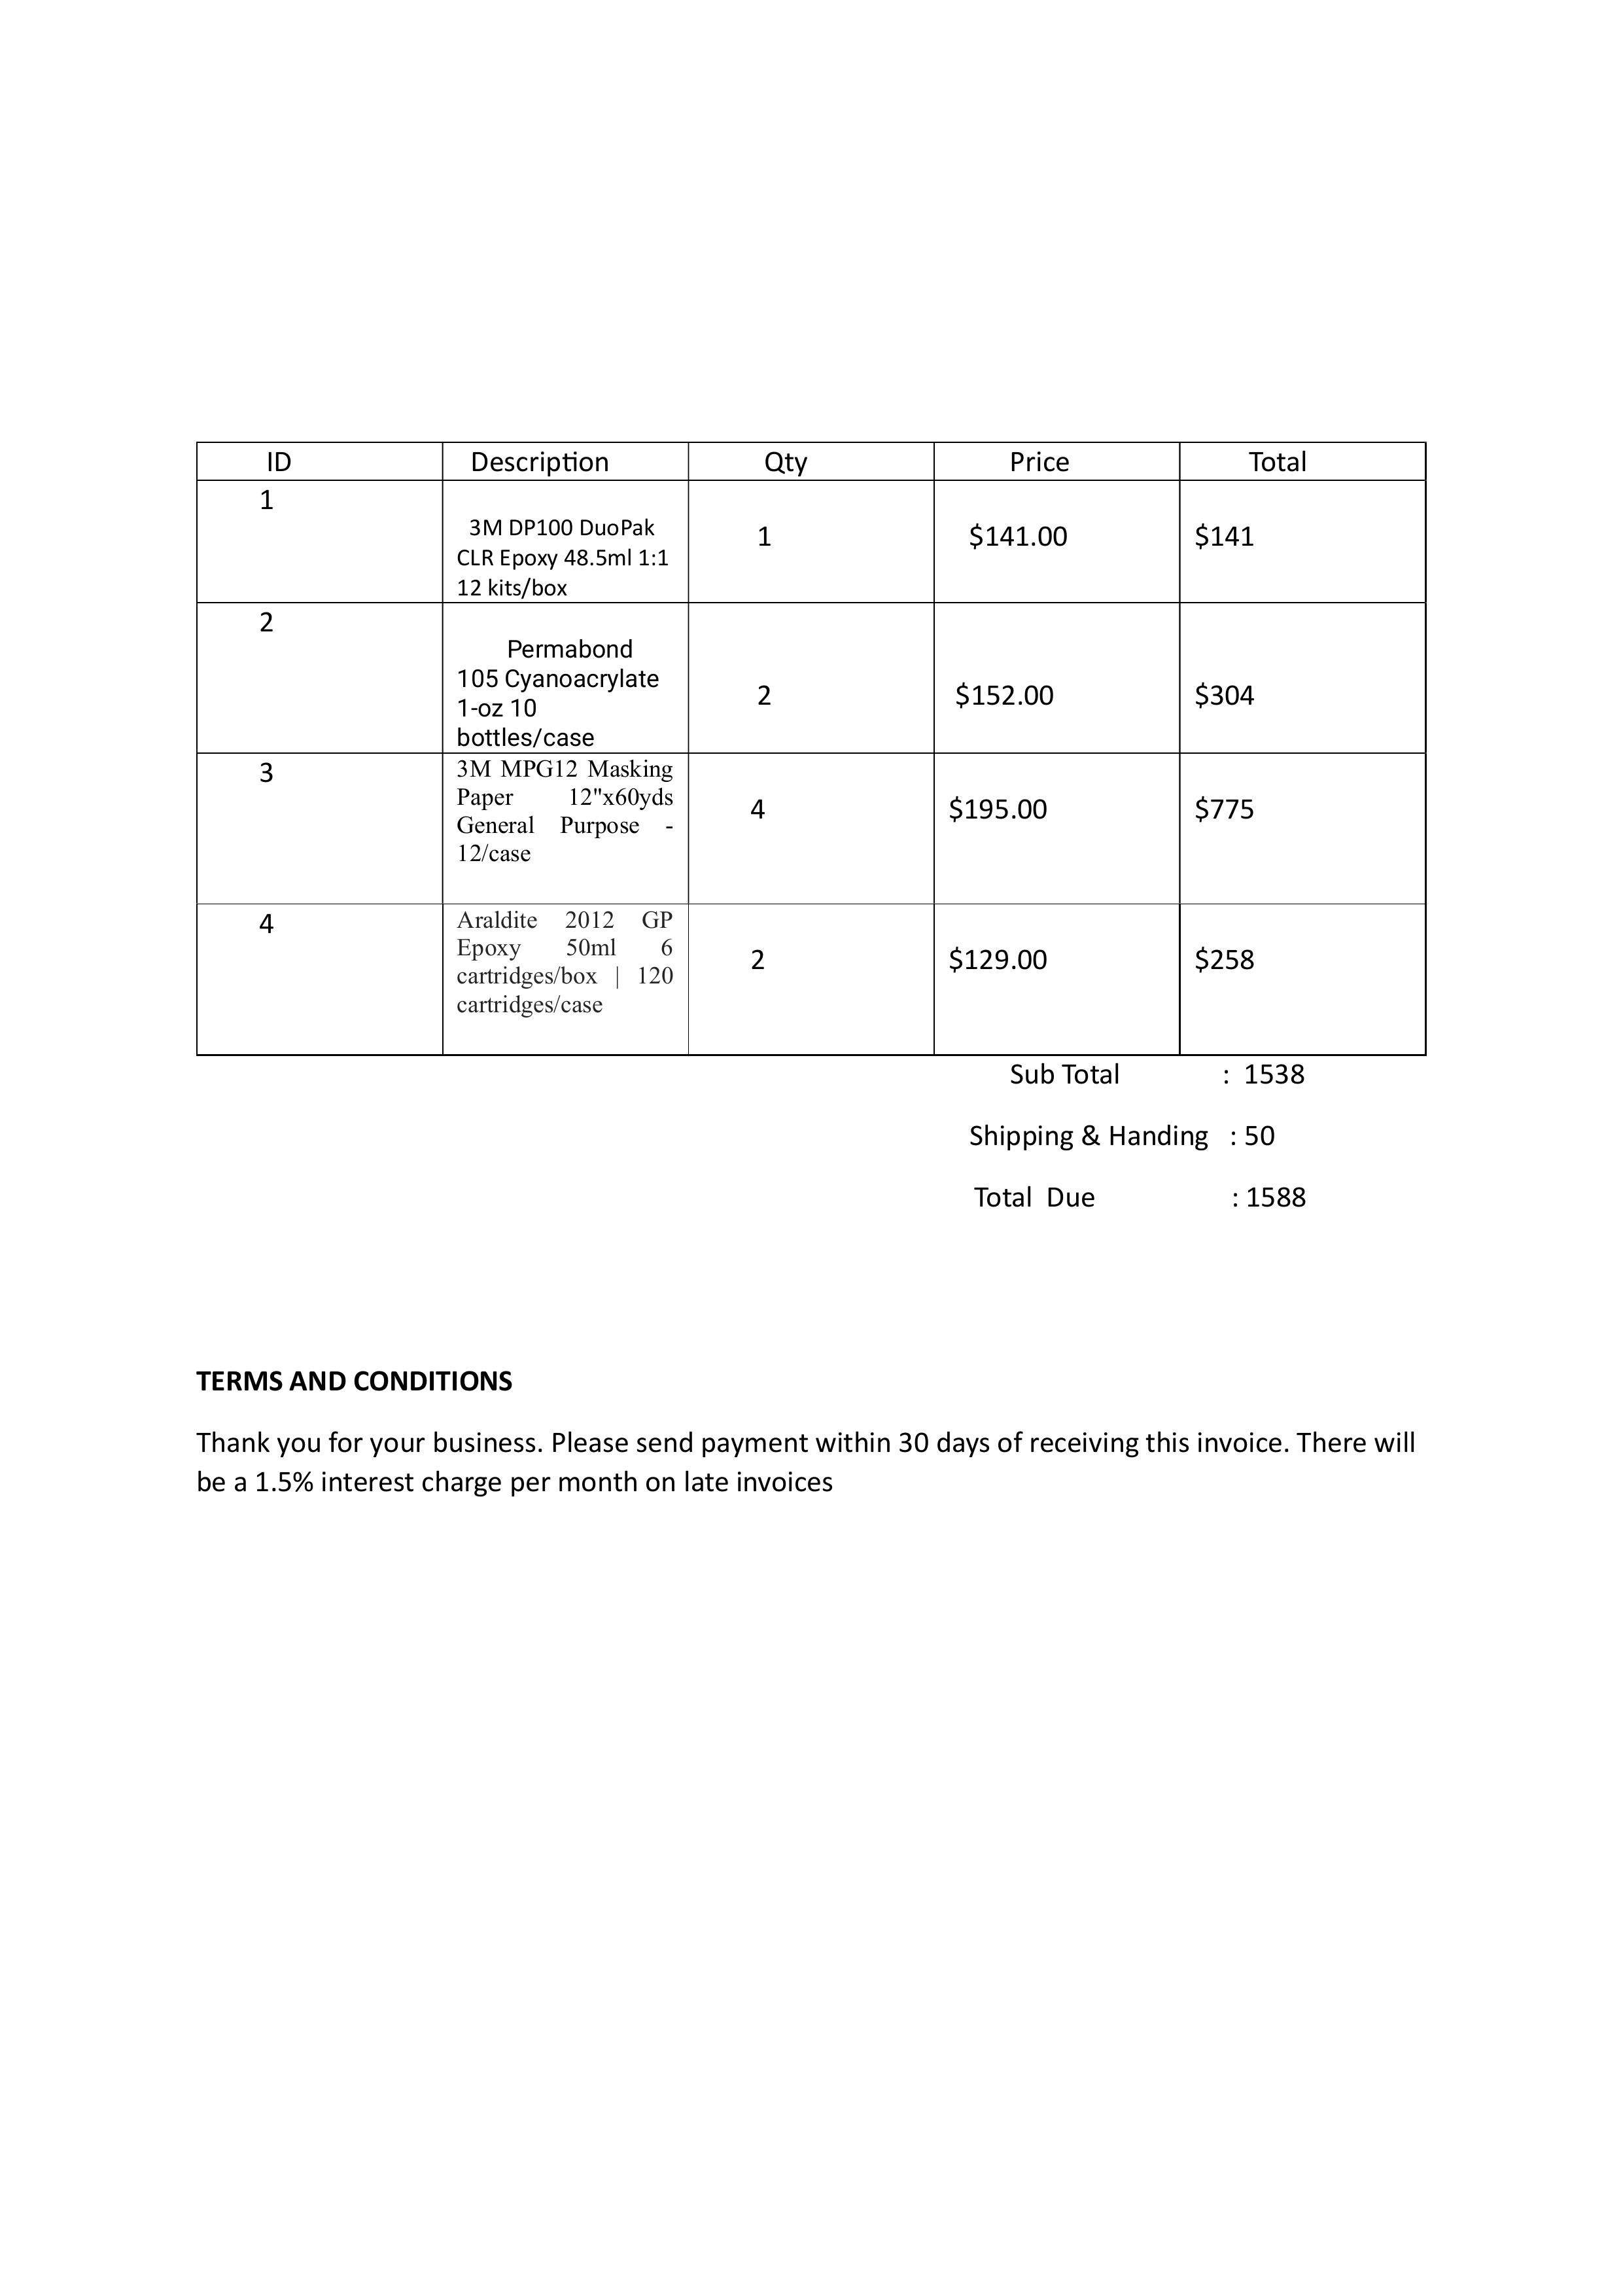 ID Description Qty Price Total
1
3M DP100 DuoPak
CLR Epoxy 48.5ml 1:1
12 kits/box
1 $141.00 $141
2
Permabond
105 Cyanoacrylate
1-oz 10
bottles/case
2 $152.00 $304
3
3M MPG12 Masking
Paper 12"x60yds
General Purpose -
12/case
4 $195.00 $775
4
Araldite 2012 GP
Epoxy 50ml 6
cartridges/box | 120
cartridges/case
2 $129.00 $258
Sub Total : 1538
Shipping & Handing : 50
Total Due : 1588
TERMS AND CONDITIONS
Thank you for your business. Please send payment within 30 days of receiving this invoice. There will
be a 1.5% interest charge per month on late invoices